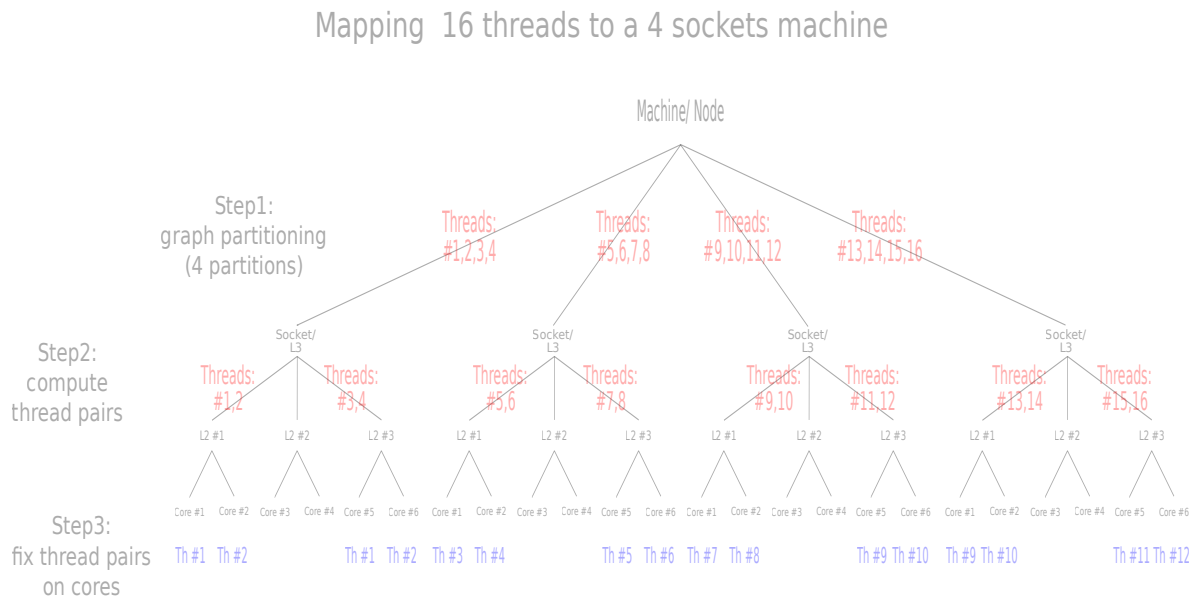 Mapping 16 threads to a 4 sockets machine
Machine/ Node
Step1:
graph partitioning
(4 partitions)
Threads:
#1,2,3,4
Threads:
#5,6,7,8
Threads:
#9,10,11,12
Threads:
#13,14,15,16
Socket/
L3
Socket/
L3
Socket/
L3
Socket/
L3
Step2:
compute
thread pairs
Threads:
#1,2
Threads:
#3,4
Threads:
#5,6
Threads:
#7,8
Threads:
#9,10
Threads:
#11,12
Threads:
#13,14
Threads:
#15,16
L2 #1 L2 #2 L2 #3 L2 #1 L2 #2 L2 #3 L2 #1 L2 #2 L2 #3 L2 #1 L2 #2 L2 #3
Core #1 Core #2 Core #3 Core #4 Core #5 Core #6 Core #1 Core #2 Core #3 Core #4 Core #5 Core #6 Core #1 Core #2 Core #3 Core #4 Core #5 Core #6 Core #1 Core #2 Core #3 Core #4 Core #5 Core #6
Step3:
fix thread pairs
on cores
Th #1 Th #2 Th #1 Th #2 Th #3 Th #4 Th #5 Th #6 Th #7 Th #8 Th #9 Th #10 Th #9 Th #10 Th #11 Th #12